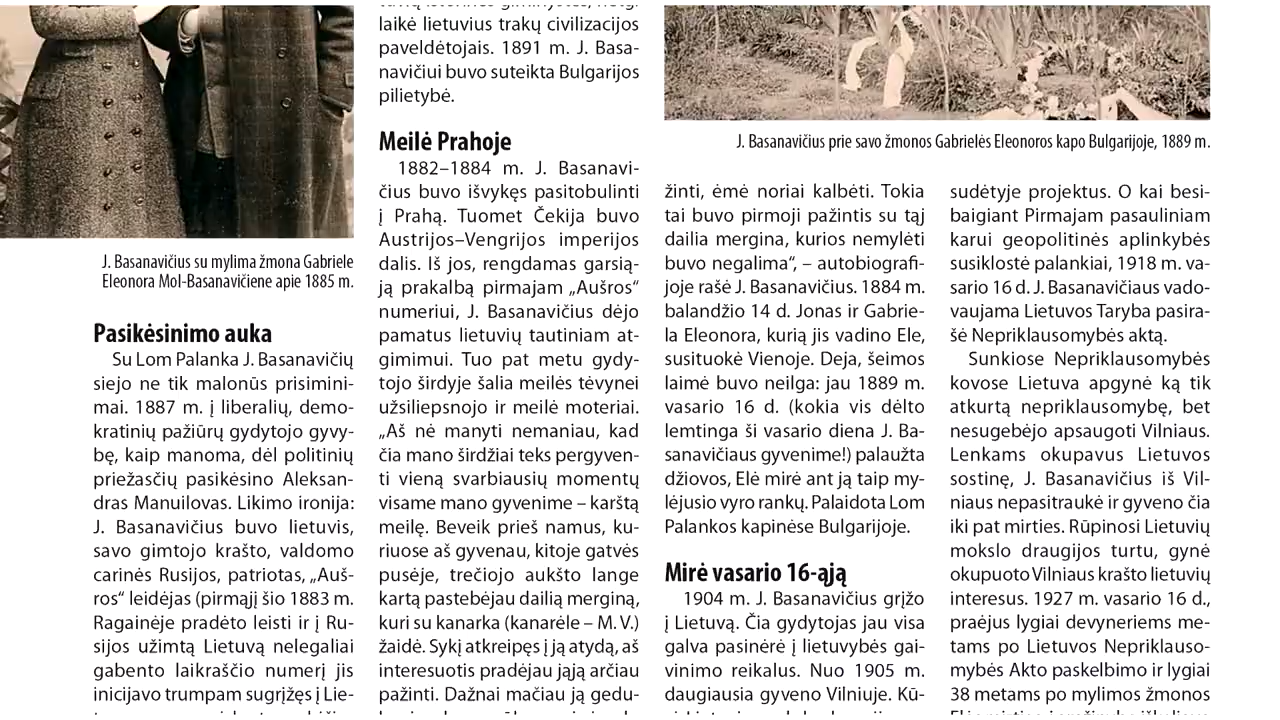 J. Basanavičius su mylima žmona Gabriele
Eleonora Mol-Basanavičiene apie 1885 m.
Pasikėsinimo auka
Su Lom Palanka J. Basanavičių
siejo ne tik malonūs prisimini-
mai. 1887 m. į liberalių, demo-
kratinių pažiūrų gydytojo gyvy-
bę, kaip manoma, dėl politinių
priežasčių pasikėsino Aleksan-
dras Manuilovas. Likimo ironija:
J. Basanavičius buvo lietuvis,
savo gimtojo krašto, valdomo
carinės Rusijos, patriotas, „Auš-
ros“ leidėjas (pirmąjį šio 1883 m.
Ragainėje pradėto leisti ir į Ru-
sijos užimtą Lietuvą nelegaliai
gabento laikraščio numerį jis
inicijavo trumpam sugrįžęs į Lie-
laikė lietuvius trakų civilizacijos
paveldėtojais. 1891 m. J. Basa-
navičiui buvo suteikta Bulgarijos
pilietybė.
Meilė Prahoje
1882–1884 m. J. Basanavi-
čius buvo išvykęs pasitobulinti
į Prahą. Tuomet Čekija buvo
Austrijos–Vengrijos imperijos
dalis. Iš jos, rengdamas garsią-
ją prakalbą pirmajam „Aušros“
numeriui, J. Basanavičius dėjo
pamatus lietuvių tautiniam at-
gimimui. Tuo pat metu gydy-
tojo širdyje šalia meilės tėvynei
užsiliepsnojo ir meilė moteriai.
„Aš nė manyti nemaniau, kad
čia mano širdžiai teks pergyven-
ti vieną svarbiausių momentų
visame mano gyvenime – karštą
meilę. Beveik prieš namus, ku-
riuose aš gyvenau, kitoje gatvės
pusėje, trečiojo aukšto lange
kartą pastebėjau dailią merginą,
kuri su kanarka (kanarėle – M. V.)
žaidė. Sykį atkreipęs į ją atydą, aš
interesuotis pradėjau jąją arčiau
pažinti. Dažnai mačiau ją gedu-
J. Basanavičius prie savo žmonos Gabrielės Eleonoros kapo Bulgarijoje, 1889 m.
žinti, ėmė noriai kalbėti. Tokia
tai buvo pirmoji pažintis su tąj
dailia mergina, kurios nemylėti
buvo negalima“, – autobiografi-
joje rašė J. Basanavičius. 1884 m.
balandžio 14 d. Jonas ir Gabrie-
la Eleonora, kurią jis vadino Ele,
susituokė Vienoje. Deja, šeimos
laimė buvo neilga: jau 1889 m.
vasario 16 d. (kokia vis dėlto
lemtinga ši vasario diena J. Ba-
sanavičiaus gyvenime!) palaužta
džiovos, Elė mirė ant ją taip my-
lėjusio vyro rankų. Palaidota Lom
Palankos kapinėse Bulgarijoje.
Mirė vasario 16-ąją
1904 m. J. Basanavičius grįžo
į Lietuvą. Čia gydytojas jau visa
galva pasinėrė į lietuvybės gai-
vinimo reikalus. Nuo 1905 m.
daugiausia gyveno Vilniuje. Kū-
sudėtyje projektus. O kai besi-
baigiant Pirmajam pasauliniam
karui geopolitinės aplinkybės
susiklostė palankiai, 1918 m. va-
sario 16 d. J. Basanavičiaus vado-
vaujama Lietuvos Taryba pasira-
šė Nepriklausomybės aktą.
Sunkiose Nepriklausomybės
kovose Lietuva apgynė ką tik
atkurtą nepriklausomybę, bet
nesugebėjo apsaugoti Vilniaus.
Lenkams okupavus Lietuvos
sostinę, J. Basanavičius iš Vil-
niaus nepasitraukė ir gyveno čia
iki pat mirties. Rūpinosi Lietuvių
mokslo draugijos turtu, gynė
okupuoto Vilniaus krašto lietuvių
interesus. 1927 m. vasario 16 d.,
praėjus lygiai devyneriems me-
tams po Lietuvos Nepriklauso-
mybės Akto paskelbimo ir lygiai
38 metams po mylimos žmonos